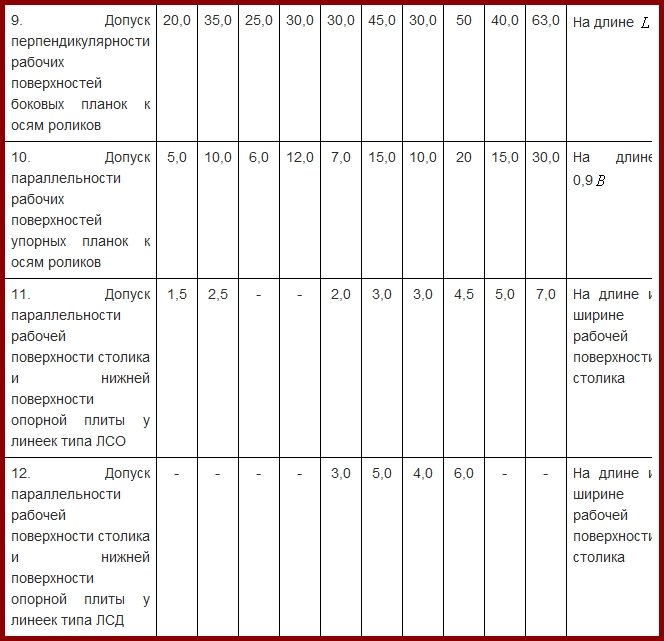 9. Допуск 20,0 35,0 25,0 30,0 30,0 45,0 30,0 50 40,0 63,0 На длине L
перпендикулярности
рабочих
поверхностей
боковых планок к
осям роликов
10. Допуск 5,0 10,0 6,0 12,0 7,0 15,0 10,0 20 15,0 30,0 На длине
параллельности 0,9 B
рабочих
поверхностей
упорных планок к
осям роликов
11. Допуск 1,5 2,5 - - 2,0 3,0 3,0 4,5 5,0 7,0 На длине и
параллельности ширине
рабочей рабочей
поверхности столика поверхности
и нижней столика
поверхности
опорной плиты у
линеек типа ЛСО
12. Допуск - - - - 3,0 5,0 4,0 6,0 - - На длине и
параллельности ширине
рабочей рабочей
поверхности столика поверхности
и нижней столика
поверхности
опорной плиты у
линеек типа ЛСД